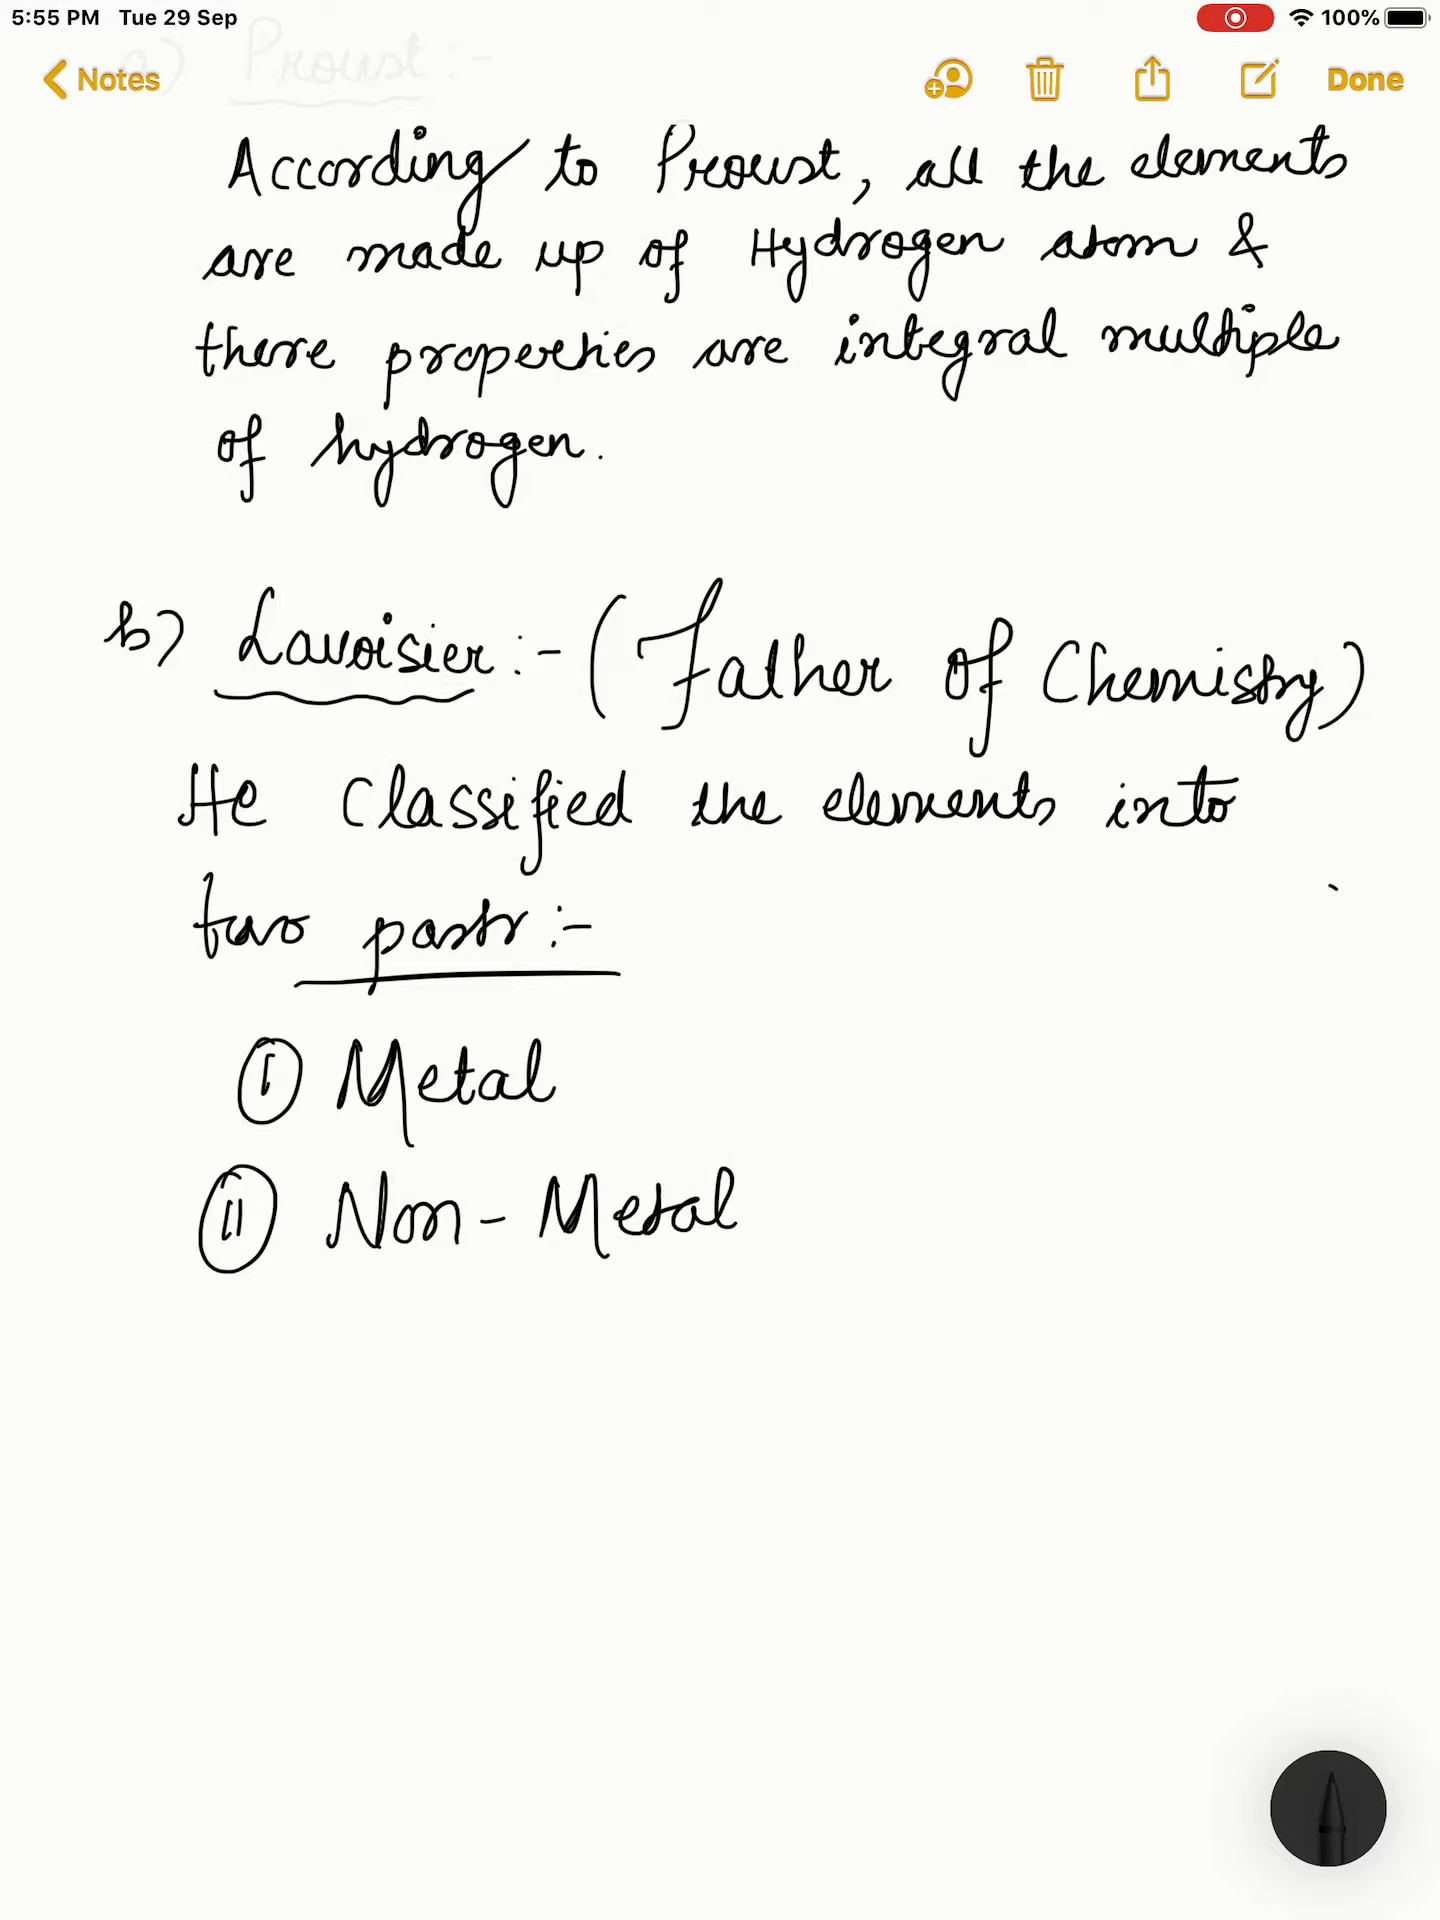 5:55 PM Tue 29 Sep 100%
a) Proust :-
Notes Done
According to Proust, all the elements
are made up of Hydrogen atom &
there properties are integral multiple
of hydrogen.
b) Lavoisier :- (Father of Chemistry)
He Classified the elements into
two parts :-
(I) Metal
(II) Non-Metal